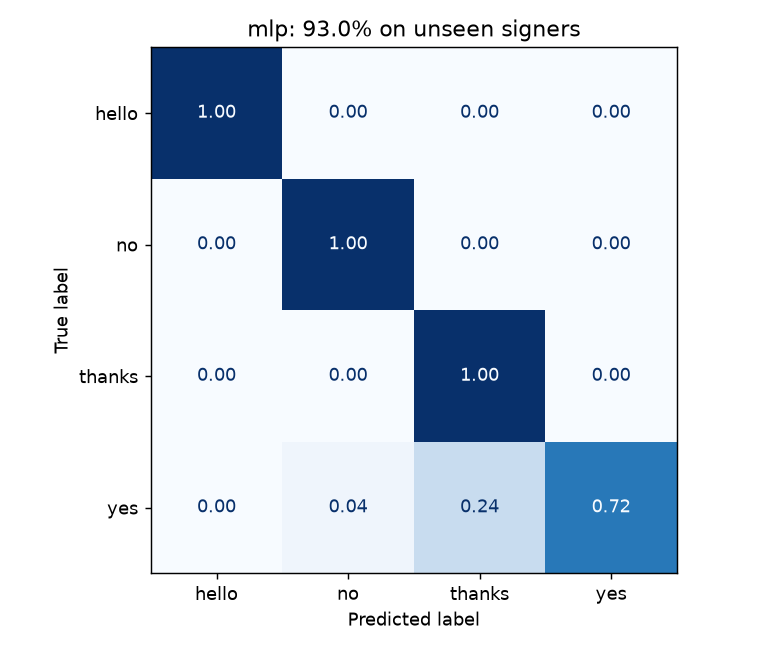 mlp: 93.0% on unseen signers
True label
hello 1.00 0.00 0.00 0.00
no 0.00 1.00 0.00 0.00
thanks 0.00 0.00 1.00 0.00
yes 0.00 0.04 0.24 0.72
hello no thanks yes
Predicted label